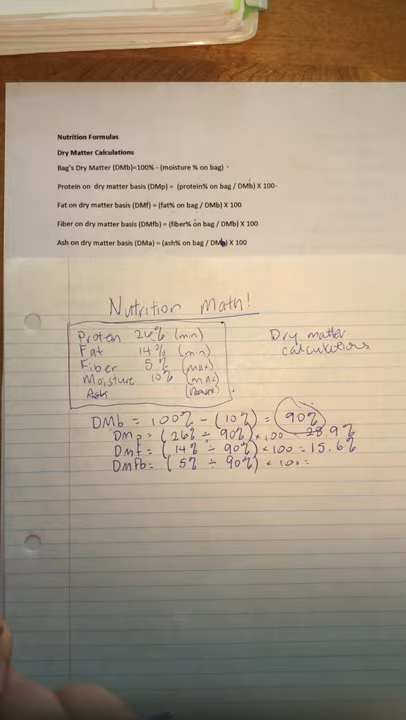 Nutrition Formulas
Dry Matter Calculations
Bag's Dry Matter (DMb)=100% - (moisture % on bag)
Protein on dry matter basis (DMp) = (protein% on bag / DMb) X 100
Fat on dry matter basis (DMf) = (fat% on bag / DMb) X 100
Fiber on dry matter basis (DMfb) = (fiber% on bag / DMb) X 100
Ash on dry matter basis (DMa) = (ash% on bag / DMb) X 100
Nutrition Math!
Protein 26% (min)
Fat 14% (min)
Fiber 5% (max)
Moisture 10% (max)
Ash
Dry matter
calculations
DMb = 100% - (10%) = 90%
DMp = (26% ÷ 90%) × 100 = 28.9%
DMf = (14% ÷ 90%) × 100 = 15.6%
DMFb = (5% ÷ 90%) × 100 =